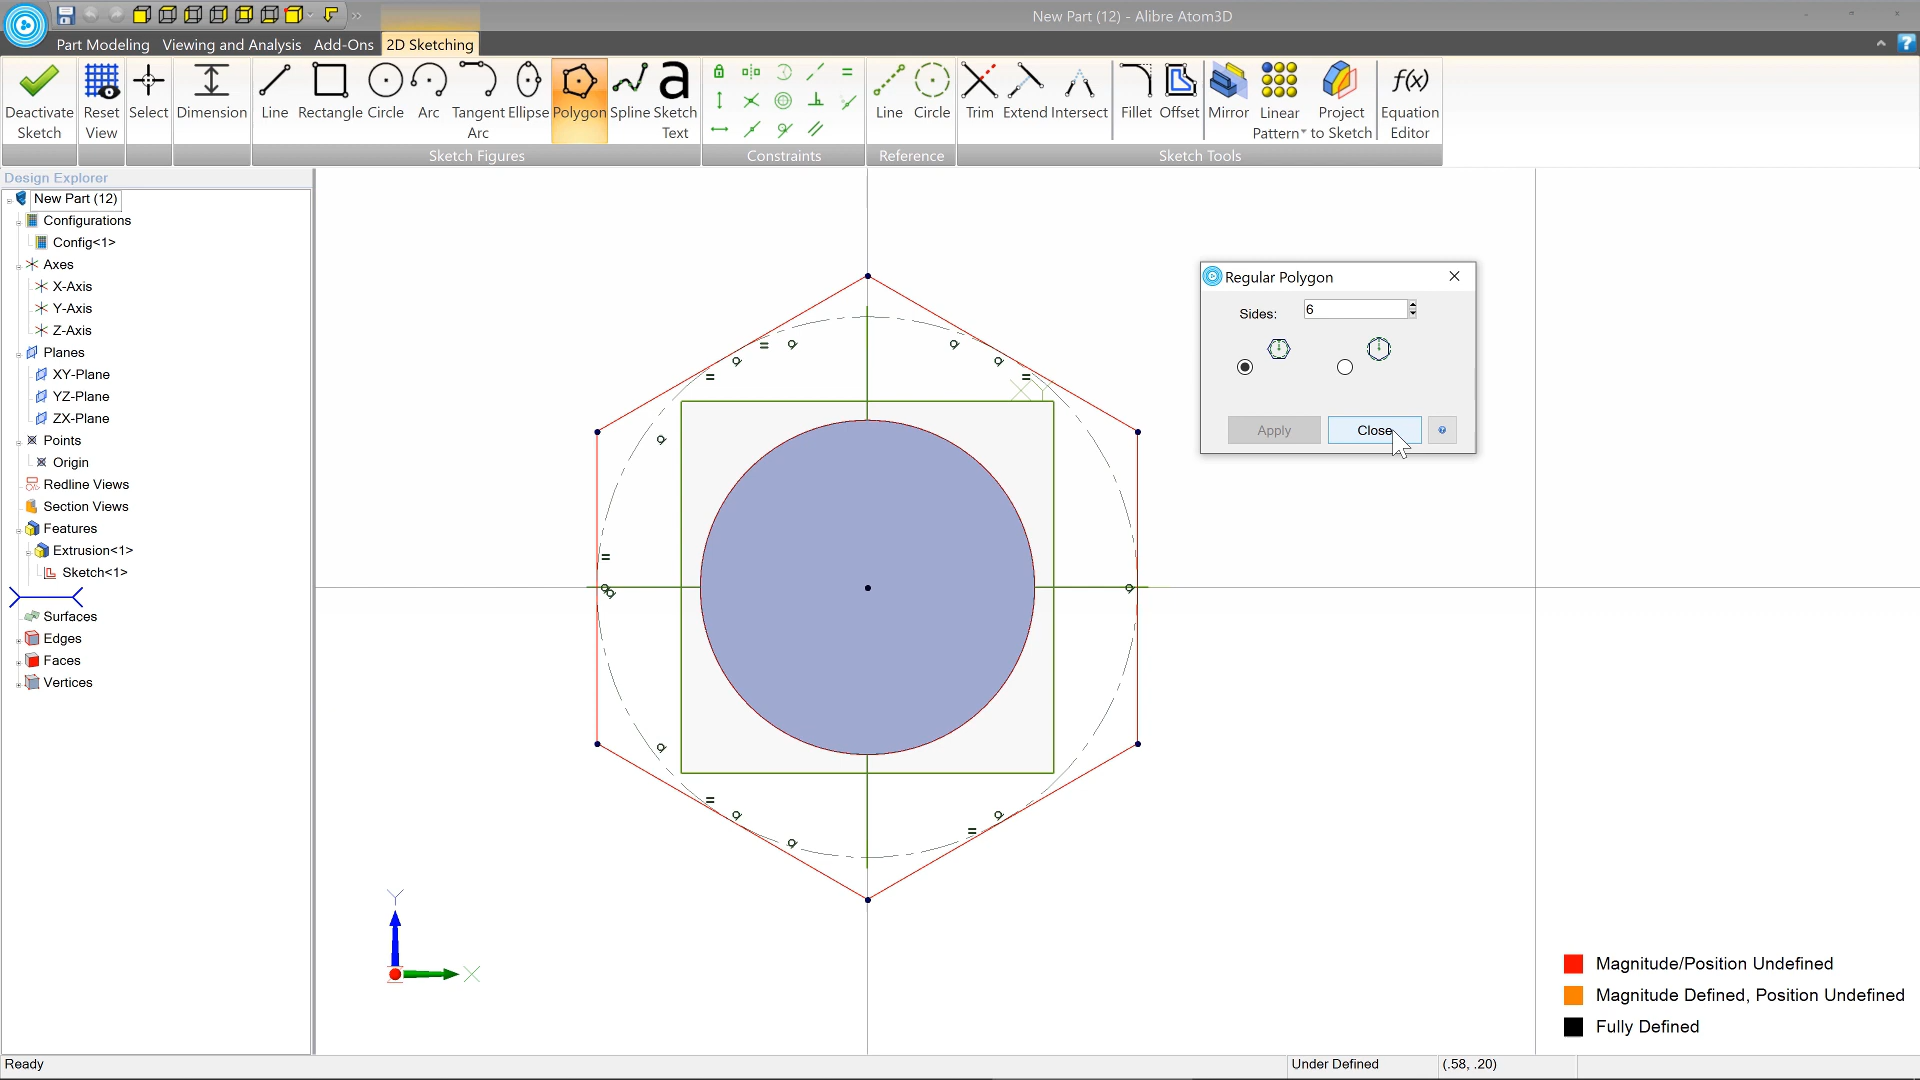 New Part (12) - Alibre Atom3D
Part Modeling
Viewing and Analysis
Add-Ons
2D Sketching
Deactivate Sketch
Reset View
Select
Dimension
Line
Rectangle
Circle
Arc
Tangent Arc
Ellipse
Polygon
Spline
Sketch Text
Sketch Figures
Constraints
Line
Circle
Reference
Trim
Extend
Intersect
Fillet
Offset
Mirror
Linear Pattern
Project to Sketch
Sketch Tools
f(x)
Equation Editor
Design Explorer
New Part (12)
Configurations
Config<1>
Axes
X-Axis
Y-Axis
Z-Axis
Planes
XY-Plane
YZ-Plane
ZX-Plane
Points
Origin
Redline Views
Section Views
Features
Extrusion<1>
Sketch<1>
Surfaces
Edges
Faces
Vertices
Regular Polygon
Sides: 6
Apply
Close
XY
Y
X
Magnitude/Position Undefined
Magnitude Defined, Position Undefined
Fully Defined
Ready
Under Defined
(.58, .20)